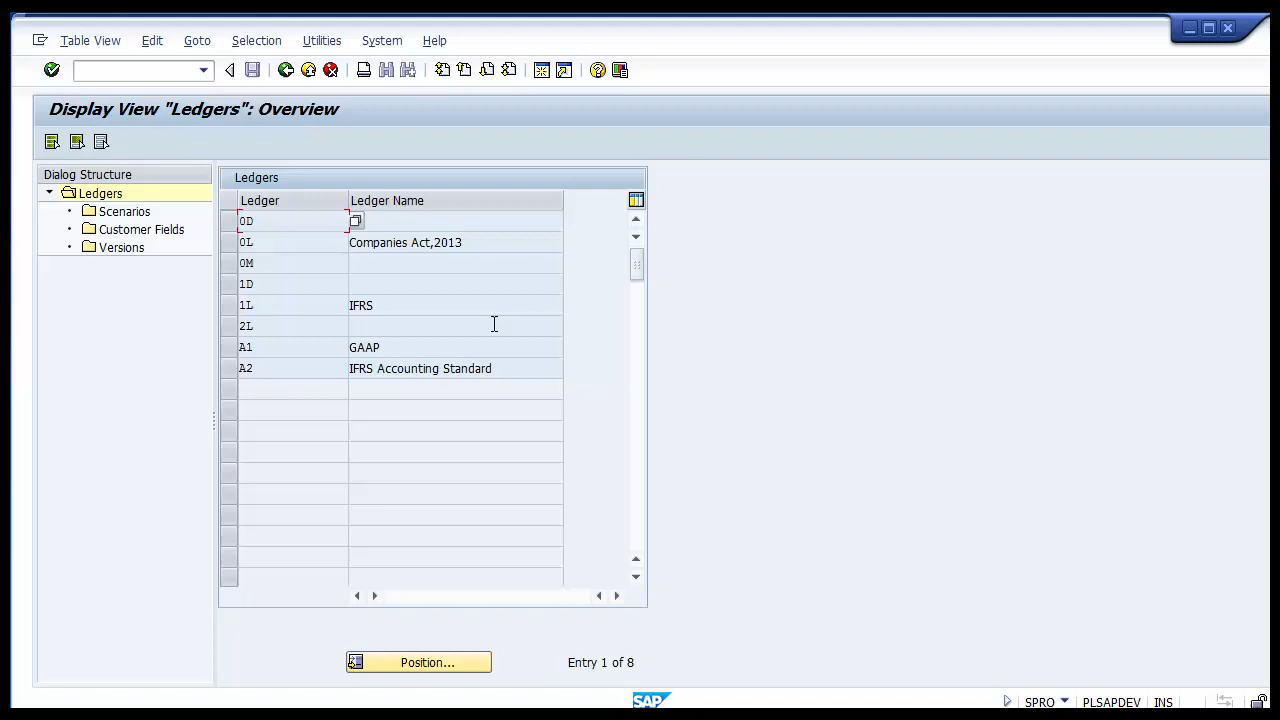 Table View Edit Goto Selection Utilities System Help
Display View "Ledgers": Overview
Dialog Structure
Ledgers
Scenarios
Customer Fields
Versions
Ledgers
Ledger Ledger Name
0D
0L Companies Act,2013
0M
1D
1L IFRS
2L
A1 GAAP
A2 IFRS Accounting Standard
Position... Entry 1 of 8
SAP SPRO PLSAPDEV INS